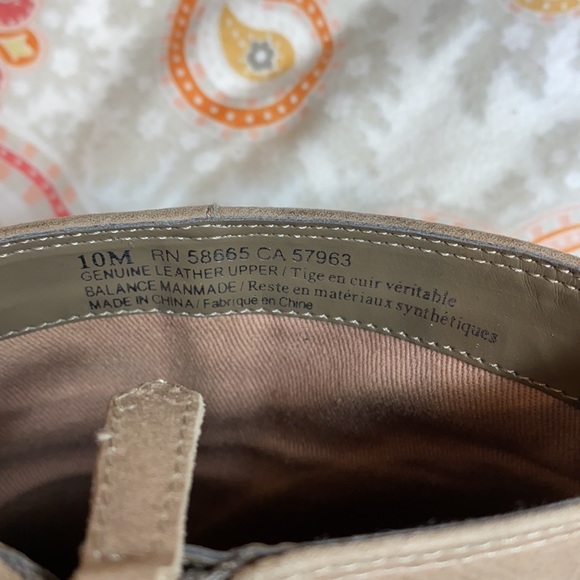 10M RN 58665 CA 57963
GENUINE LEATHER UPPER / Tige en cuir véritable
BALANCE MANMADE / Reste en matériaux synthétiques
MADE IN CHINA / Fabrique en Chine